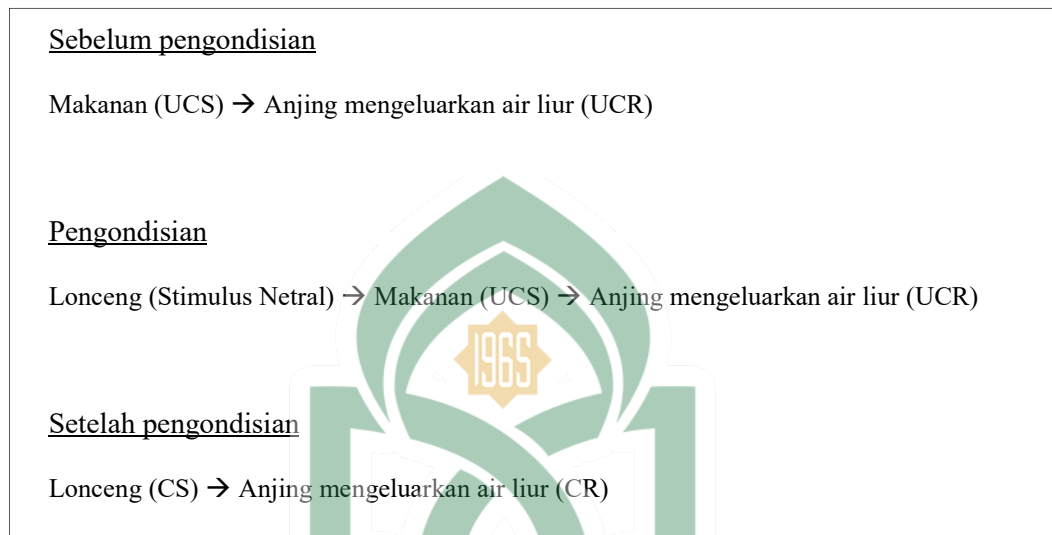 Sebelum pengondisian
Makanan (UCS) → Anjing mengeluarkan air liur (UCR)
Pengondisian
Lonceng (Stimulus Netral) → Makanan (UCS) → Anjing mengeluarkan air liur (UCR)
1965
Setelah pengondisian
Lonceng (CS) → Anjing mengeluarkan air liur (CR)